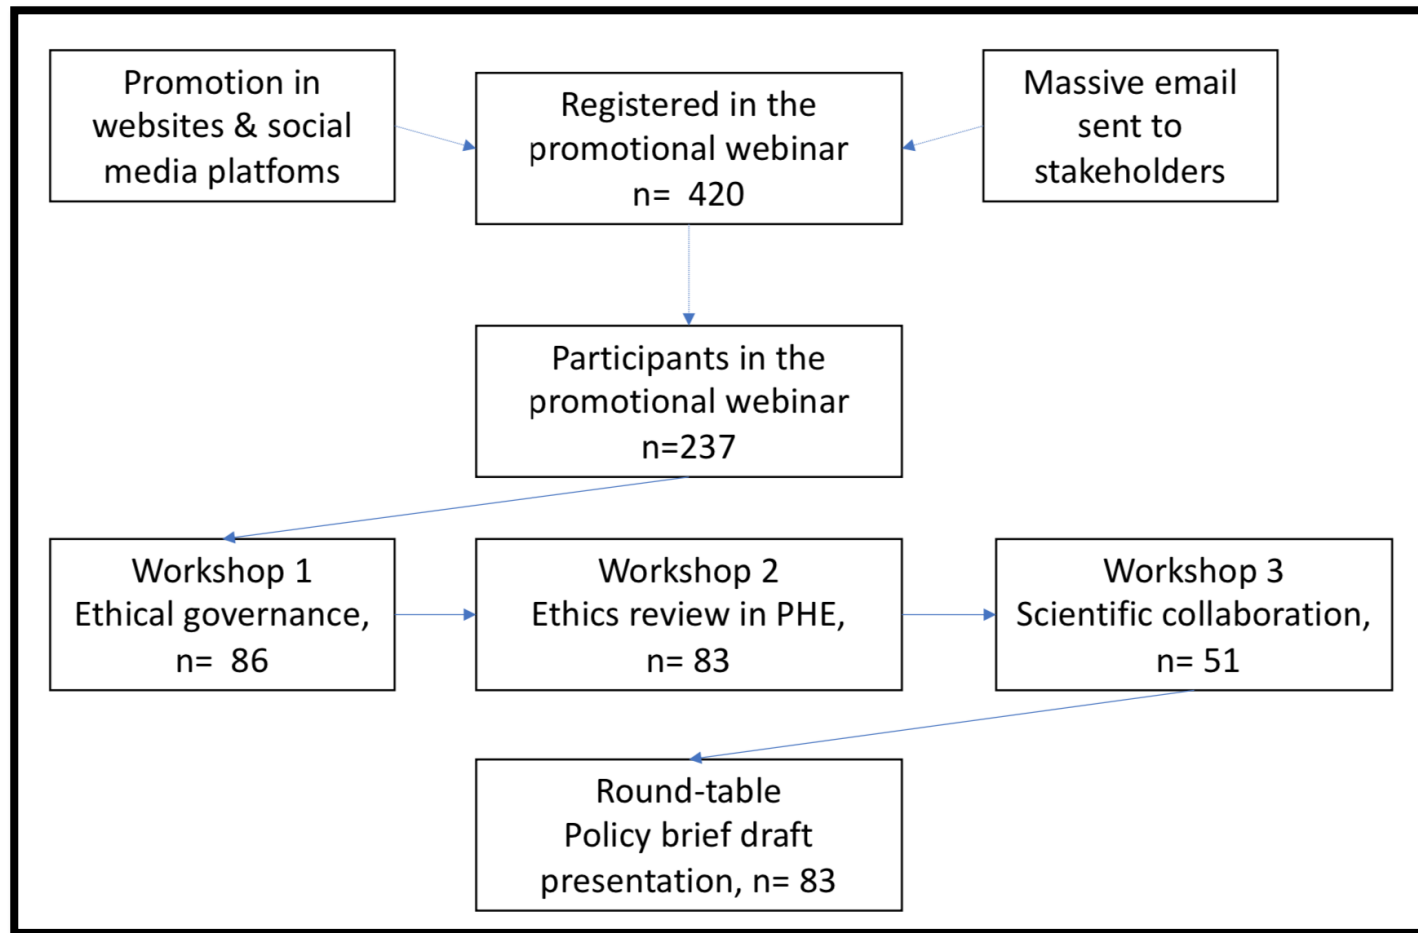 Promotion in
websites & social
media platfoms
Registered in the
promotional webinar
n=  420
Massive email
sent to
stakeholders
Participants in the
promotional webinar
n=237
Workshop 1
Ethical governance,
n=  86
Workshop 2
Ethics review in PHE,
n= 83
Workshop 3
Scientific collaboration,
n= 51
Round-table
Policy brief draft
presentation, n= 83